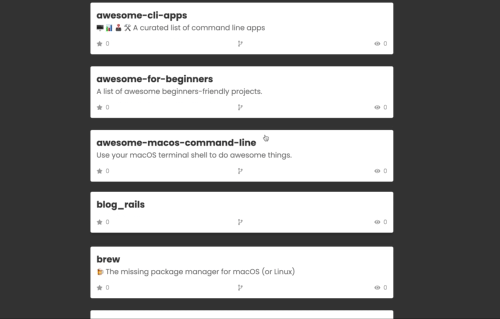 awesome-cli-apps
🖥📊🕹🛠 A curated list of command line apps
0 0
awesome-for-beginners
A list of awesome beginners-friendly projects.
0 0
awesome-macos-command-line
Use your macOS terminal shell to do awesome things.
0 0
blog_rails
0 0
brew
🍺 The missing package manager for macOS (or Linux)
0 0